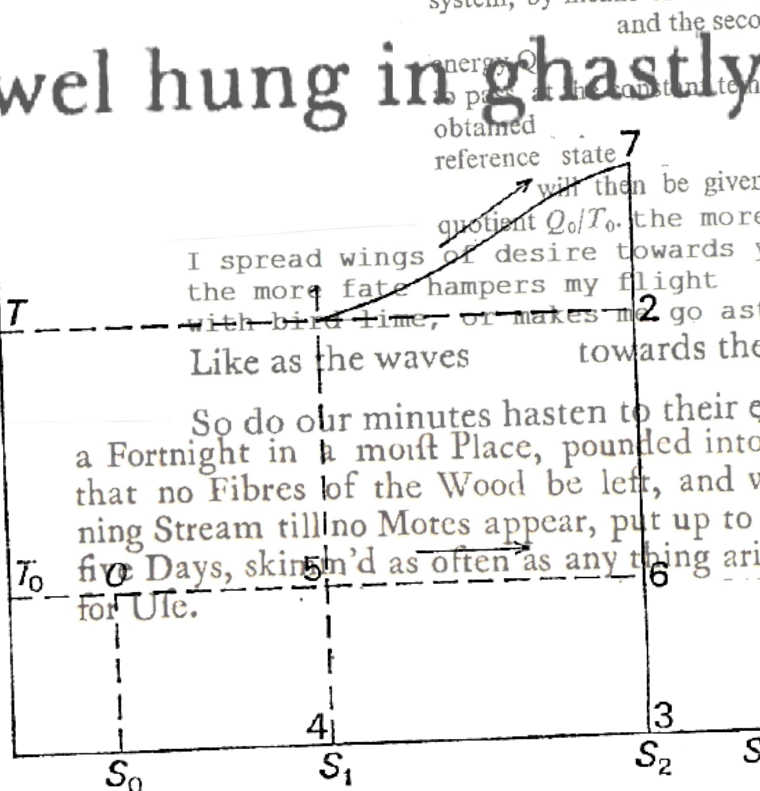 system, by means
and the seco
wel hung in ghastly
energy Q
to pass at the constant tem
obtained
7
reference state
will then be given
quotient Q₀/T₀. the more
I spread wings of desire towards y
the more fate hampers my flight
1
T
2
with bird lime, or makes me go ast
Like as the waves towards the
So do our minutes hasten to their e
a Fortnight in a moiſt Place, pounded into
that no Fibres of the Wood be left, and w
ning Stream till no Motes appear, put up to
T₀ 0 5 6
five Days, skimm'd as often as any thing ari
for Uſe.
4 3
S₀ S₁ S₂ S